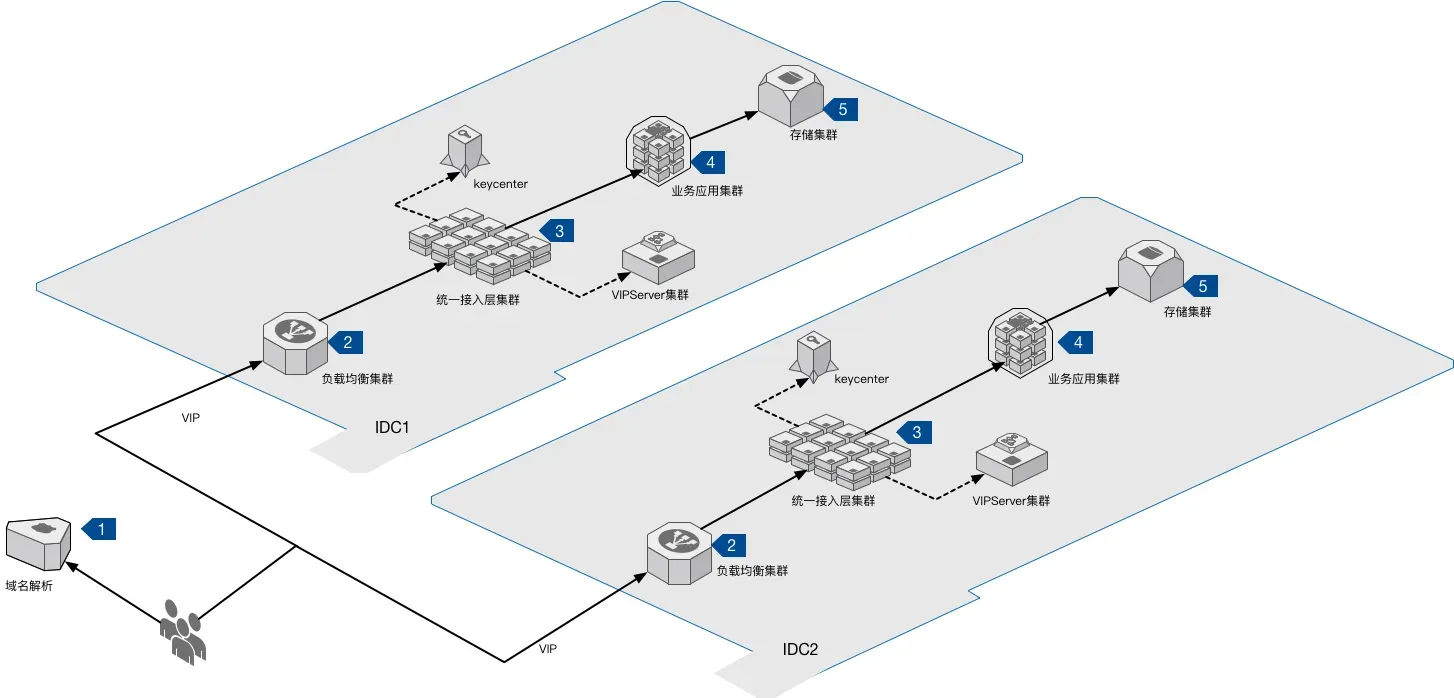 5
存储集群
4
业务应用集群
keycenter
3
统一接入层集群
VIPServer集群
2
负载均衡集群
VIP
IDC1
5
存储集群
4
业务应用集群
keycenter
3
统一接入层集群
VIPServer集群
2
负载均衡集群
VIP
IDC2
1
域名解析